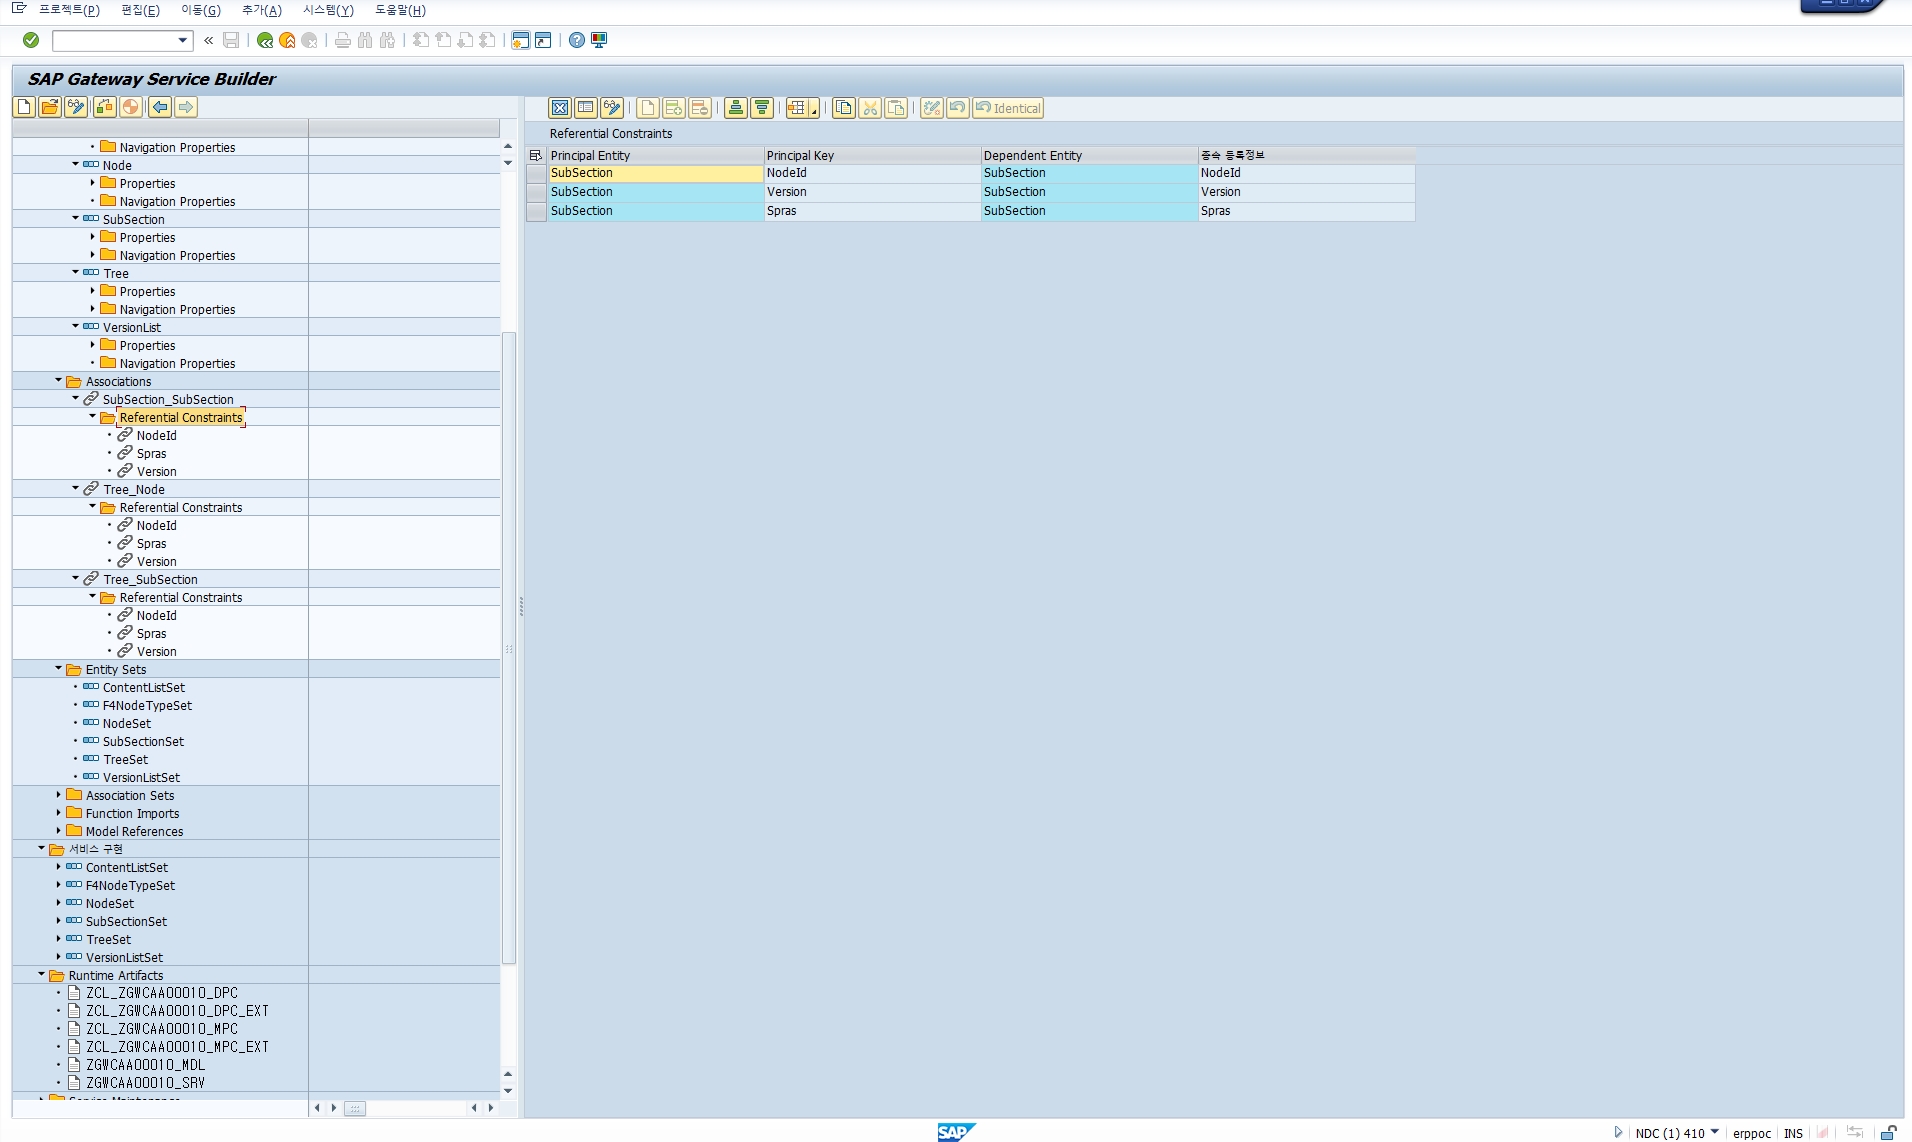 프로젝트(P) 편집(E) 이동(G) 추가(A) 시스템(Y) 도움말(H)
SAP Gateway Service Builder
Navigation Properties
Node
Properties
Navigation Properties
SubSection
Properties
Navigation Properties
Tree
Properties
Navigation Properties
VersionList
Properties
Navigation Properties
Associations
SubSection_SubSection
Referential Constraints
NodeId
Spras
Version
Tree_Node
Referential Constraints
NodeId
Spras
Version
Tree_SubSection
Referential Constraints
NodeId
Spras
Version
Entity Sets
ContentListSet
F4NodeTypeSet
NodeSet
SubSectionSet
TreeSet
VersionListSet
Association Sets
Function Imports
Model References
서비스 구현
ContentListSet
F4NodeTypeSet
NodeSet
SubSectionSet
TreeSet
VersionListSet
Runtime Artifacts
ZCL_ZGWCAA00010_DPC
ZCL_ZGWCAA00010_DPC_EXT
ZCL_ZGWCAA00010_MPC
ZCL_ZGWCAA00010_MPC_EXT
ZGWCAA00010_MDL
ZGWCAA00010_SRV
Service Maintenance
Identical
Referential Constraints
Principal Entity Principal Key Dependent Entity 종속 등록정보
SubSection NodeId SubSection NodeId
SubSection Version SubSection Version
SubSection Spras SubSection Spras
SAP
NDC (1) 410 erppoc INS